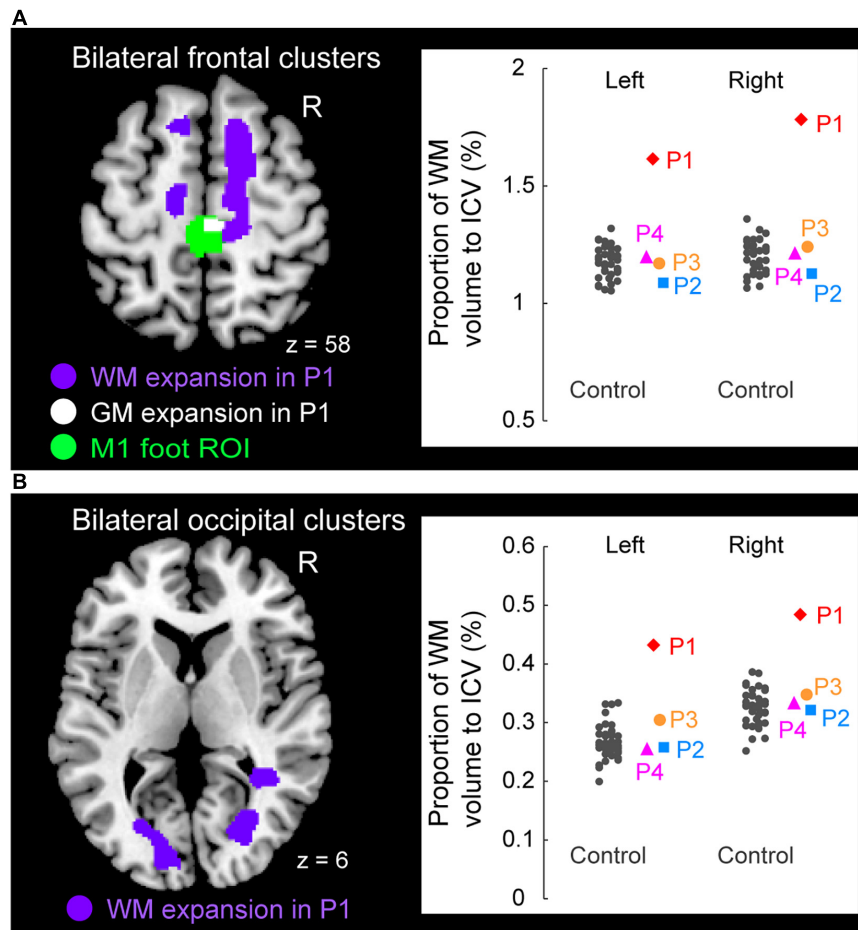 A
Bilateral frontal clusters
R
z = 58
WM expansion in P1
GM expansion in P1
M1 foot ROI
Proportion of WM
volume to ICV (%)
2
1.5
1
0.5
Left
Right
P1
P4
P3
P2
P1
P3
P4
P2
Control
Control
B
Bilateral occipital clusters
R
z = 6
WM expansion in P1
Proportion of WM
volume to ICV (%)
0.6
0.5
0.4
0.3
0.2
0.1
0
Left
Right
P1
P3
P2
P4
P1
P3
P4
P2
Control
Control